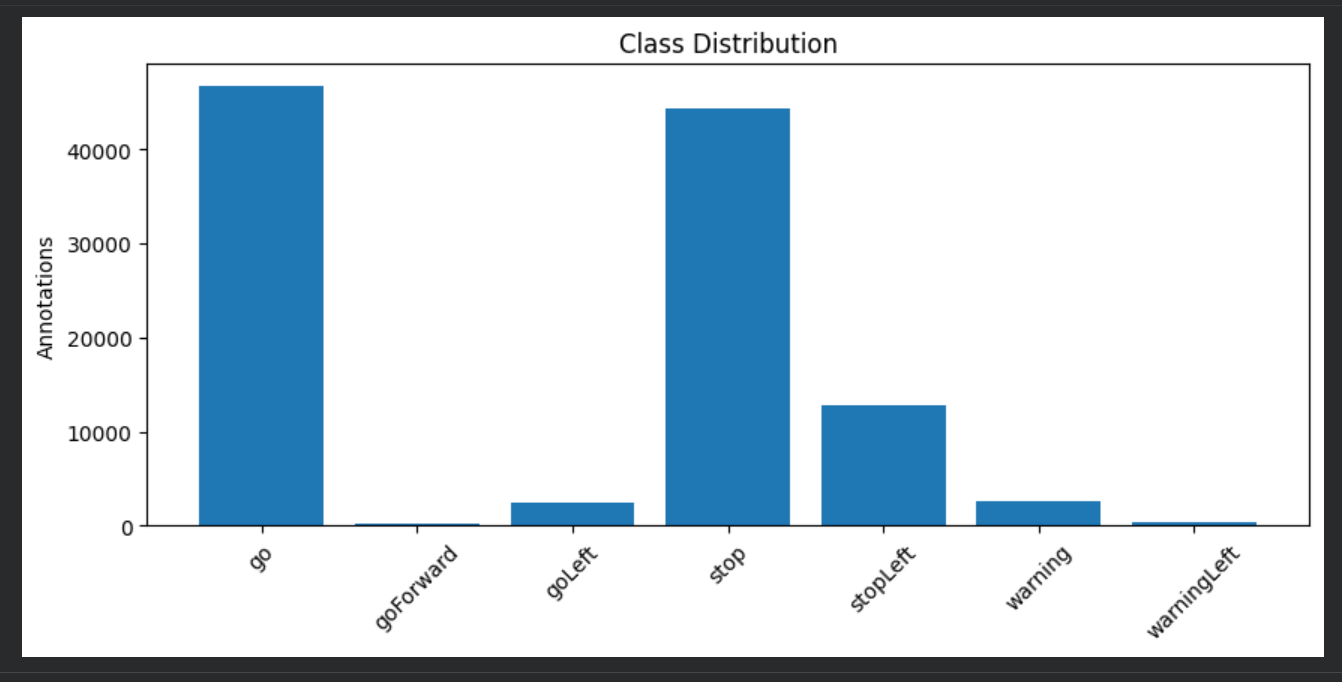 Class Distribution
Annotations
40000
30000
20000
10000
0
go
goForward
goLeft
stop
stopLeft
warning
warningLeft